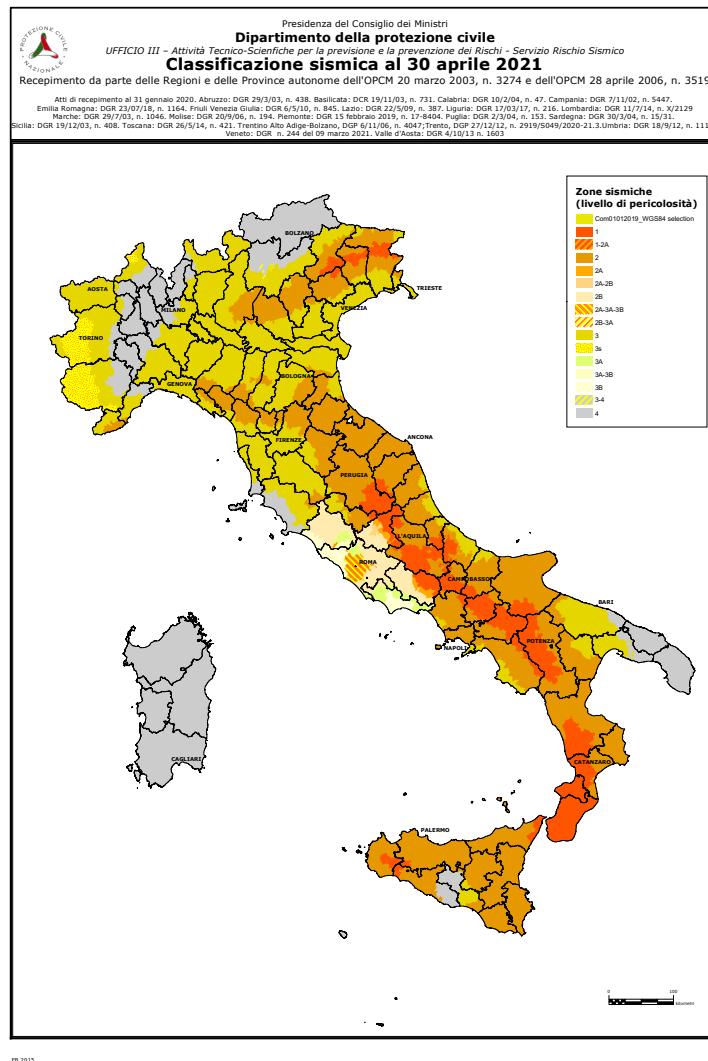 PROTEZIONE CIVILE
NAZIONALE
Presidenza del Consiglio dei Ministri
Dipartimento della protezione civile
UFFICIO III – Attività Tecnico-Scienfiche per la previsione e la prevenzione dei Rischi - Servizio Rischio Sismico
Classificazione sismica al 30 aprile 2021
Recepimento da parte delle Regioni e delle Province autonome dell'OPCM 20 marzo 2003, n. 3274 e dell'OPCM 28 aprile 2006, n. 3519
Atti di recepimento al 31 gennaio 2020. Abruzzo: DGR 29/3/03, n. 438. Basilicata: DCR 19/11/03, n. 731. Calabria: DGR 10/2/04, n. 47. Campania: DGR 7/11/02, n. 5447.
Emilia Romagna: DGR 23/07/18, n. 1164. Friuli Venezia Giulia: DGR 6/5/10, n. 845. Lazio: DGR 22/5/09, n. 387. Liguria: DGR 17/03/17, n. 216. Lombardia: DGR 11/7/14, n. X/2129
Marche: DGR 29/7/03, n. 1046. Molise: DGR 20/9/06, n. 194. Piemonte: DGR 15 febbraio 2019, n. 17-8404. Puglia: DGR 2/3/04, n. 153. Sardegna: DGR 30/3/04, n. 15/31.
Sicilia: DGR 19/12/03, n. 408. Toscana: DGR 26/5/14, n. 421. Trentino Alto Adige-Bolzano, DGP 6/11/06, n. 4047;Trento, DGP 27/12/12, n. 2919/S049/2020-21.3.Umbria: DGR 18/9/12, n. 111
Veneto: DGR n. 244 del 09 marzo 2021. Valle d'Aosta: DGR 4/10/13 n. 1603
Zone sismiche
(livello di pericolosità)
Com01012019_WGS84 selection
1
1-2A
2
2A
2A-2B
2B
2A-3A-3B
2B-3A
3
3s
3A
3A-3B
3B
3-4
4
BOLZANO
AOSTA
MILANO
TRIESTE
VENEZIA
TORINO
BOLOGNA
GENOVA
FIRENZE
ANCONA
PERUGIA
L'AQUILA
ROMA
CAMPOBASSO
BARI
POTENZA
NAPOLI
CAGLIARI
CATANZARO
PALERMO
0 100
kilometri
FB 2015